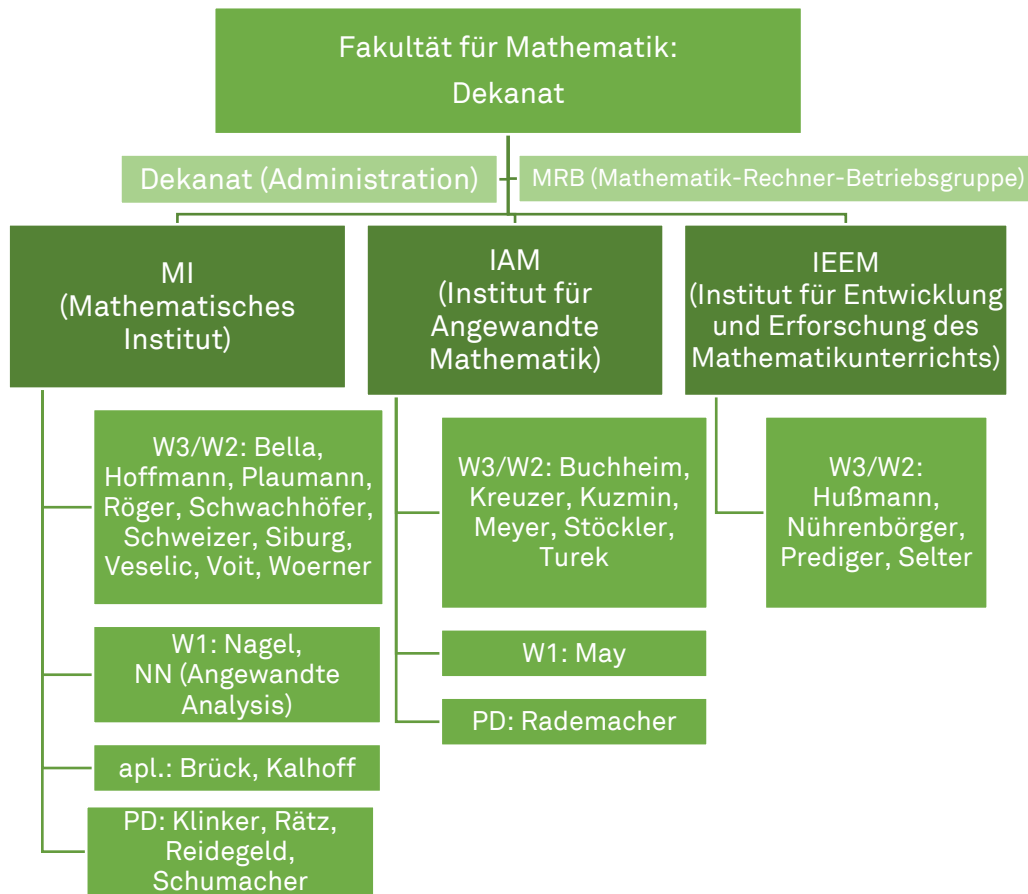 Fakultät für Mathematik:
Dekanat
Dekanat (Administration)
MRB (Mathematik-Rechner-Betriebsgruppe)
MI
(Mathematisches
Institut)
IAM
(Institut für
Angewandte
Mathematik)
IEEM
(Institut für Entwicklung
und Erforschung des
Mathematikunterrichts)
W3/W2: Bella,
Hoffmann, Plaumann,
Röger, Schwachhöfer,
Schweizer, Siburg,
Veselic, Voit, Woerner
W1: Nagel,
NN (Angewandte
Analysis)
apl.: Brück, Kalhoff
PD: Klinker, Rätz,
Reidegeld,
Schumacher
W3/W2: Buchheim,
Kreuzer, Kuzmin,
Meyer, Stöckler,
Turek
W1: May
PD: Rademacher
W3/W2:
Hußmann,
Nührenbörger,
Prediger, Selter